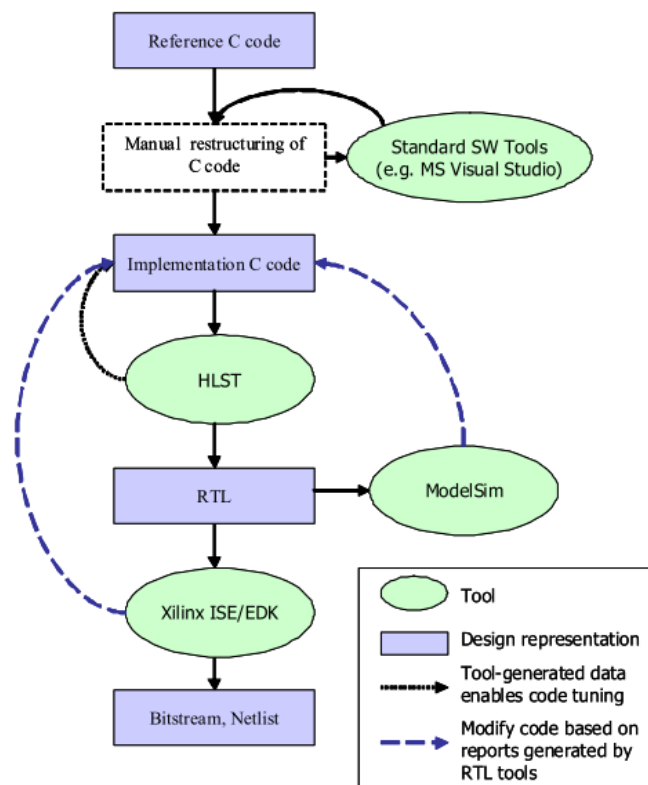 Reference C code
Manual restructuring of
C code
Standard SW Tools
(e.g. MS Visual Studio)
Implementation C code
HLST
RTL
ModelSim
Xilinx ISE/EDK
Bitstream, Netlist
Tool
Design representation
Tool-generated data
enables code tuning
Modify code based on
reports generated by
RTL tools